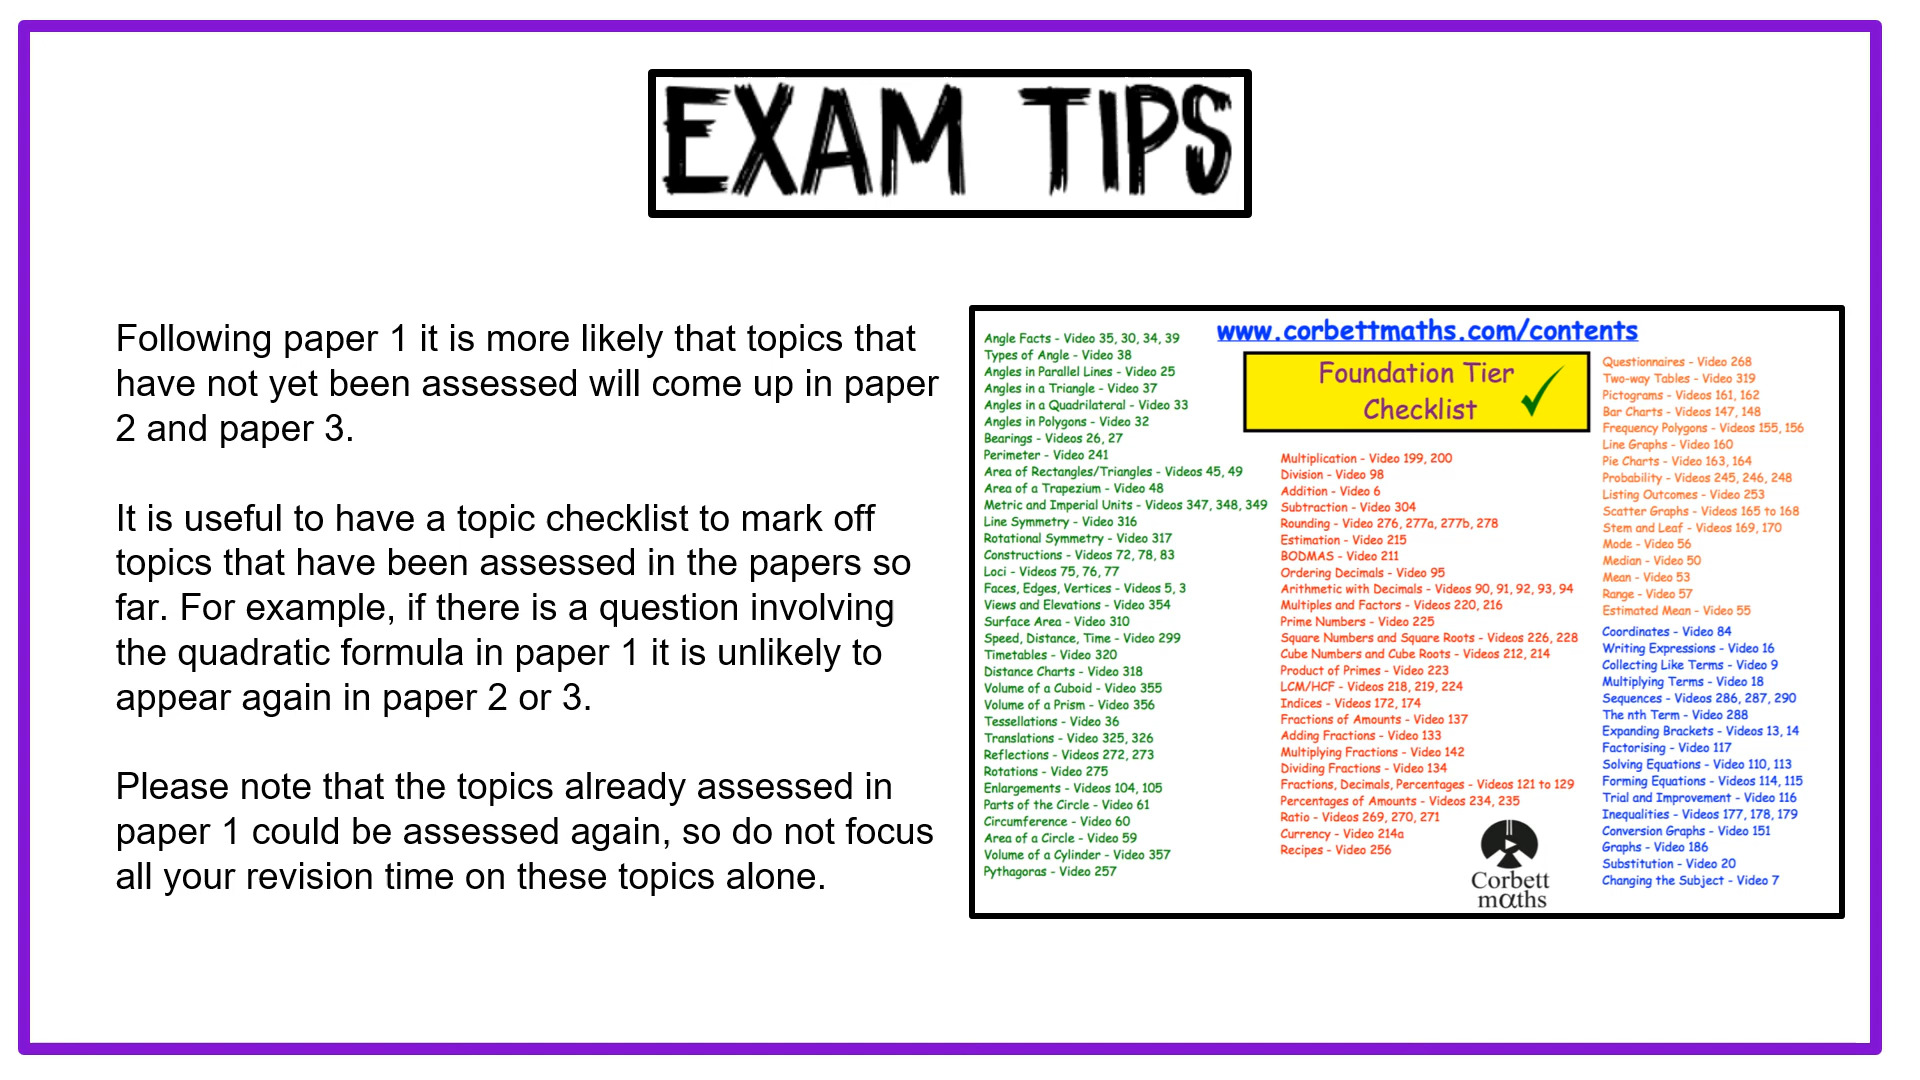 EXAM TIPS
Following paper 1 it is more likely that topics that
have not yet been assessed will come up in paper
2 and paper 3.
It is useful to have a topic checklist to mark off
topics that have been assessed in the papers so
far. For example, if there is a question involving
the quadratic formula in paper 1 it is unlikely to
appear again in paper 2 or 3.
Please note that the topics already assessed in
paper 1 could be assessed again, so do not focus
all your revision time on these topics alone.
www.corbettmaths.com/contents
Foundation Tier
Checklist
Angle Facts - Video 35, 30, 34, 39
Types of Angle - Video 38
Angles in Parallel Lines - Video 25
Angles in a Triangle - Video 37
Angles in a Quadrilateral - Video 33
Angles in Polygons - Video 32
Bearings - Videos 26, 27
Perimeter - Video 241
Area of Rectangles/Triangles - Videos 45, 49
Area of a Trapezium - Video 48
Metric and Imperial Units - Videos 347, 348, 349
Line Symmetry - Video 316
Rotational Symmetry - Video 317
Constructions - Videos 72, 78, 83
Loci - Videos 75, 76, 77
Faces, Edges, Vertices - Videos 5, 3
Views and Elevations - Video 354
Surface Area - Video 310
Speed, Distance, Time - Video 299
Timetables - Video 320
Distance Charts - Video 318
Volume of a Cuboid - Video 355
Volume of a Prism - Video 356
Tessellations - Video 36
Translations - Video 325, 326
Reflections - Videos 272, 273
Rotations - Video 275
Enlargements - Videos 104, 105
Parts of the Circle - Video 61
Circumference - Video 60
Area of a Circle - Video 59
Volume of a Cylinder - Video 357
Pythagoras - Video 257
Multiplication - Video 199, 200
Division - Video 98
Addition - Video 6
Subtraction - Video 304
Rounding - Video 276, 277a, 277b, 278
Estimation - Video 215
BODMAS - Video 211
Ordering Decimals - Video 95
Arithmetic with Decimals - Videos 90, 91, 92, 93, 94
Multiples and Factors - Videos 220, 216
Prime Numbers - Video 225
Square Numbers and Square Roots - Videos 226, 228
Cube Numbers and Cube Roots - Videos 212, 214
Product of Primes - Video 223
LCM/HCF - Videos 218, 219, 224
Indices - Videos 172, 174
Fractions of Amounts - Video 137
Adding Fractions - Video 133
Multiplying Fractions - Video 142
Dividing Fractions - Video 134
Fractions, Decimals, Percentages - Videos 121 to 129
Percentages of Amounts - Videos 234, 235
Ratio - Videos 269, 270, 271
Currency - Video 214a
Recipes - Video 256
Corbett
mαths
Questionnaires - Video 268
Two-way Tables - Video 319
Pictograms - Videos 161, 162
Bar Charts - Videos 147, 148
Frequency Polygons - Videos 155, 156
Line Graphs - Video 160
Pie Charts - Video 163, 164
Probability - Videos 245, 246, 248
Listing Outcomes - Video 253
Scatter Graphs - Videos 165 to 168
Stem and Leaf - Videos 169, 170
Mode - Video 56
Median - Video 50
Mean - Video 53
Range - Video 57
Estimated Mean - Video 55
Coordinates - Video 84
Writing Expressions - Video 16
Collecting Like Terms - Video 9
Multiplying Terms - Video 18
Sequences - Videos 286, 287, 290
The nth Term - Video 288
Expanding Brackets - Videos 13, 14
Factorising - Video 117
Solving Equations - Video 110, 113
Forming Equations - Videos 114, 115
Trial and Improvement - Video 116
Inequalities - Videos 177, 178, 179
Conversion Graphs - Video 151
Graphs - Video 186
Substitution - Video 20
Changing the Subject - Video 7